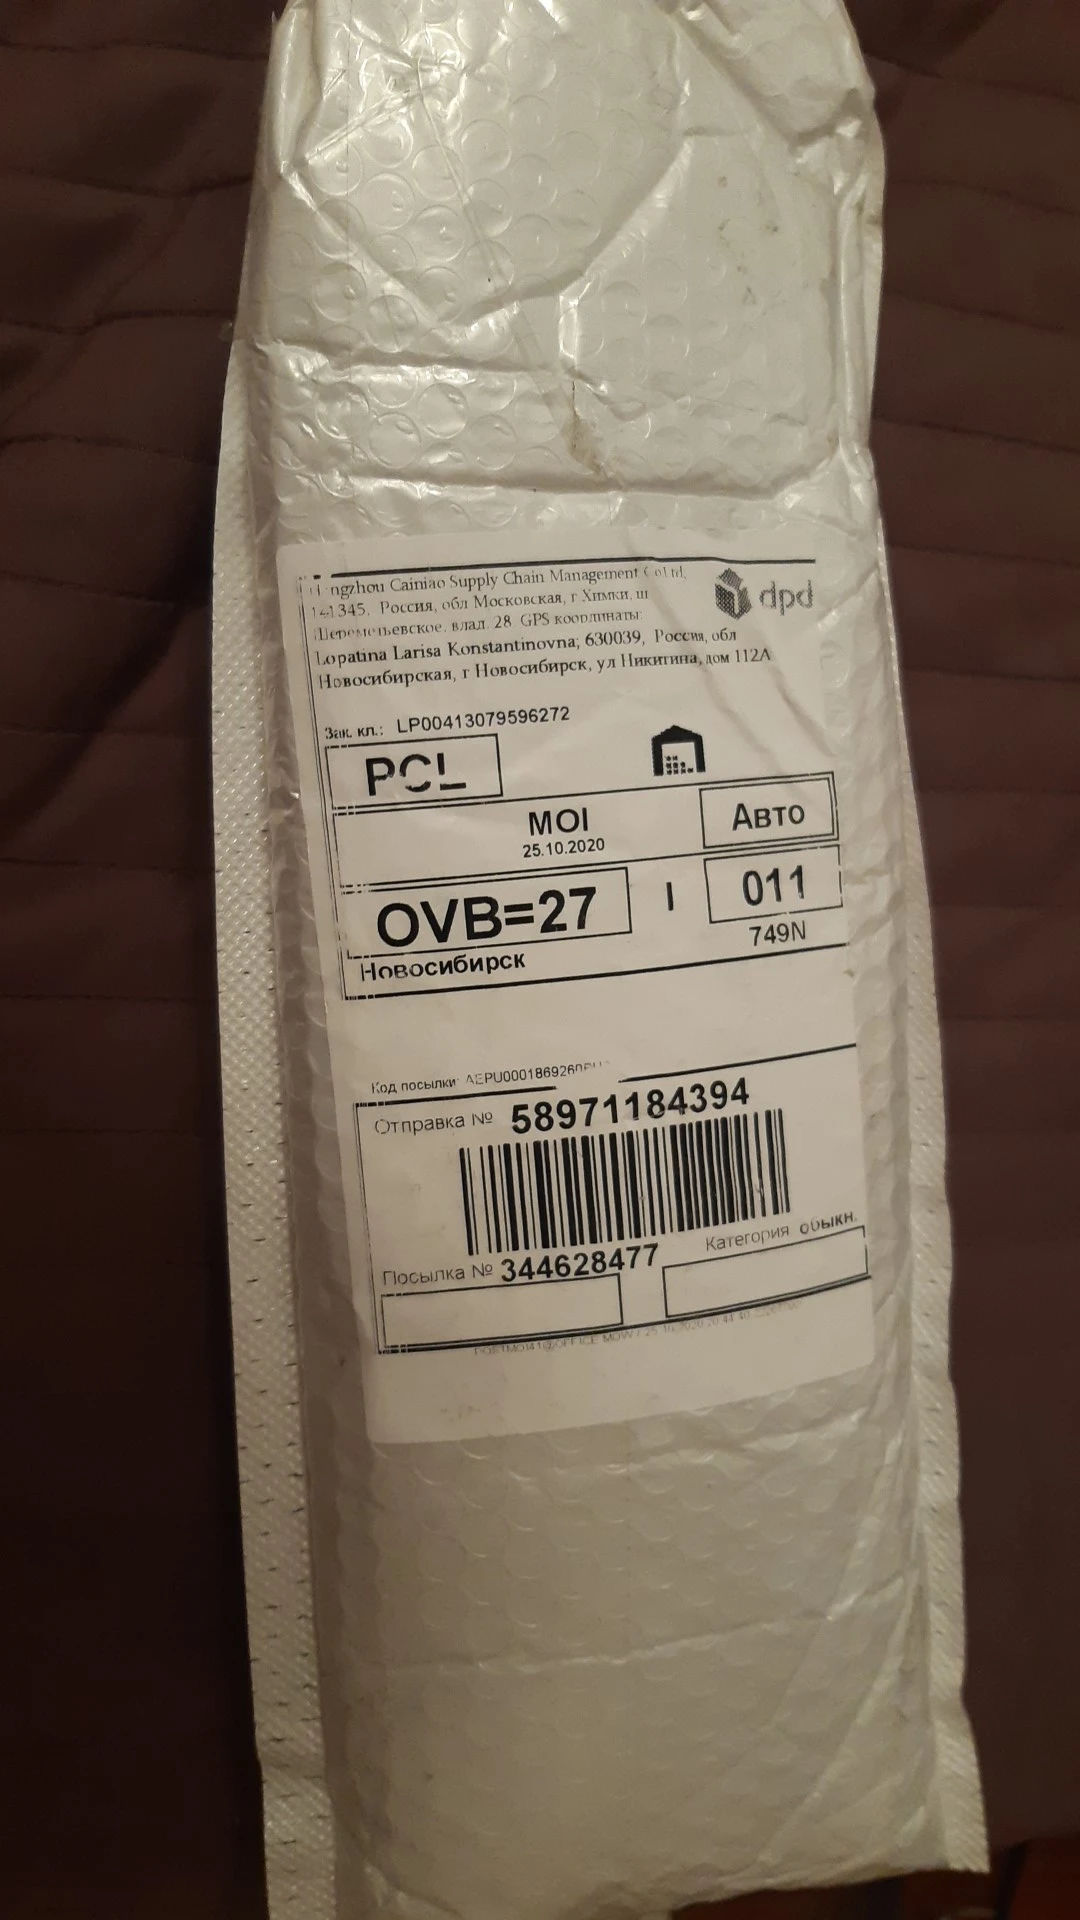 Cainiao Supply Chain Management
Россия, обл Московская, г Химки, ш
влад. 28 GPS координаты:
Lopatina Larisa Konstantinovna; 630039, Россия, обл
Новосибирская, г Новосибирск, ул Никитина, дом 112А
dpd
Зак. кл.: LP00413079596272
PCL
MOI
25.10.2020
Авто
OVB=27
I
011
749N
Новосибирск
Код посылки:
Отправка № 58971184394
Посылка № 344628477
Категория обыкн.